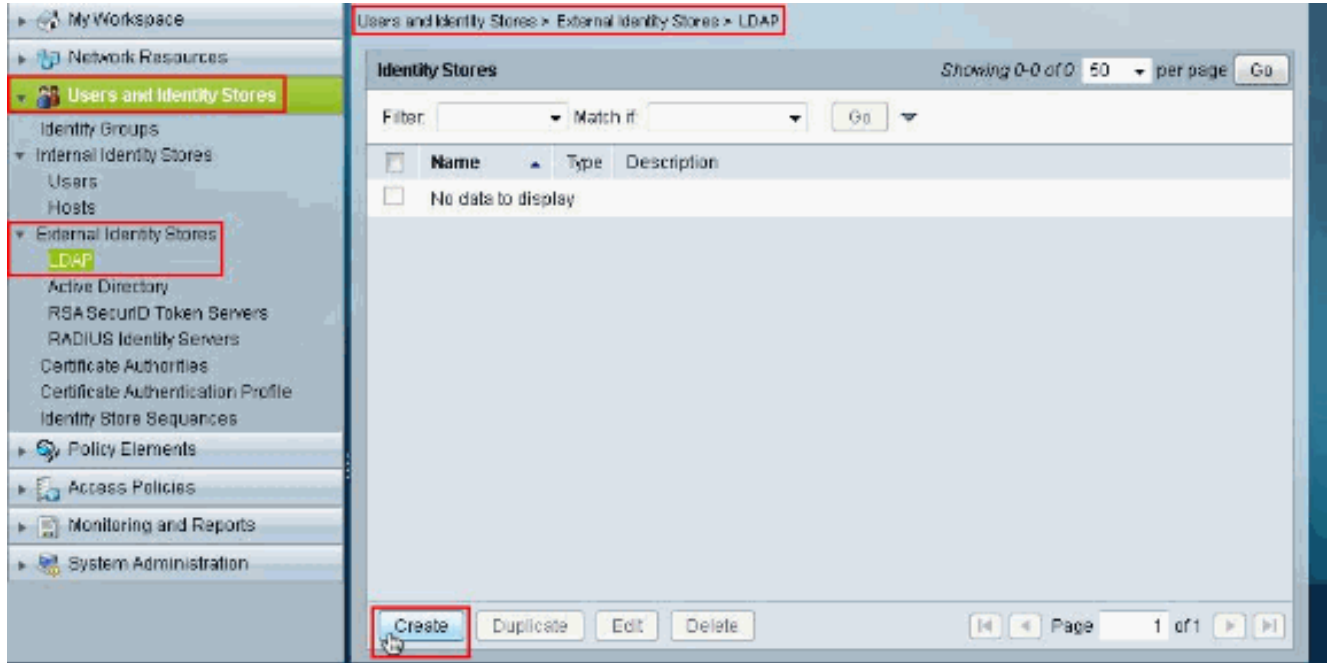 My Workspace
Network Resources
Users and Identity Stores
Identity Groups
Internal Identity Stores
Users
Hosts
External Identity Stores
LDAP
Active Directory
RSA SecurID Token Servers
RADIUS Identity Servers
Certificate Authorities
Certificate Authentication Profile
Identity Store Sequences
Policy Elements
Access Policies
Monitoring and Reports
System Administration
Users and Identity Stores > External Identity Stores > LDAP
Identity Stores Showing 0-0 of 0 50 per page Go
Filter: Match if: Go
Name Type Description
No data to display
Create Duplicate Edit Delete Page 1 of 1